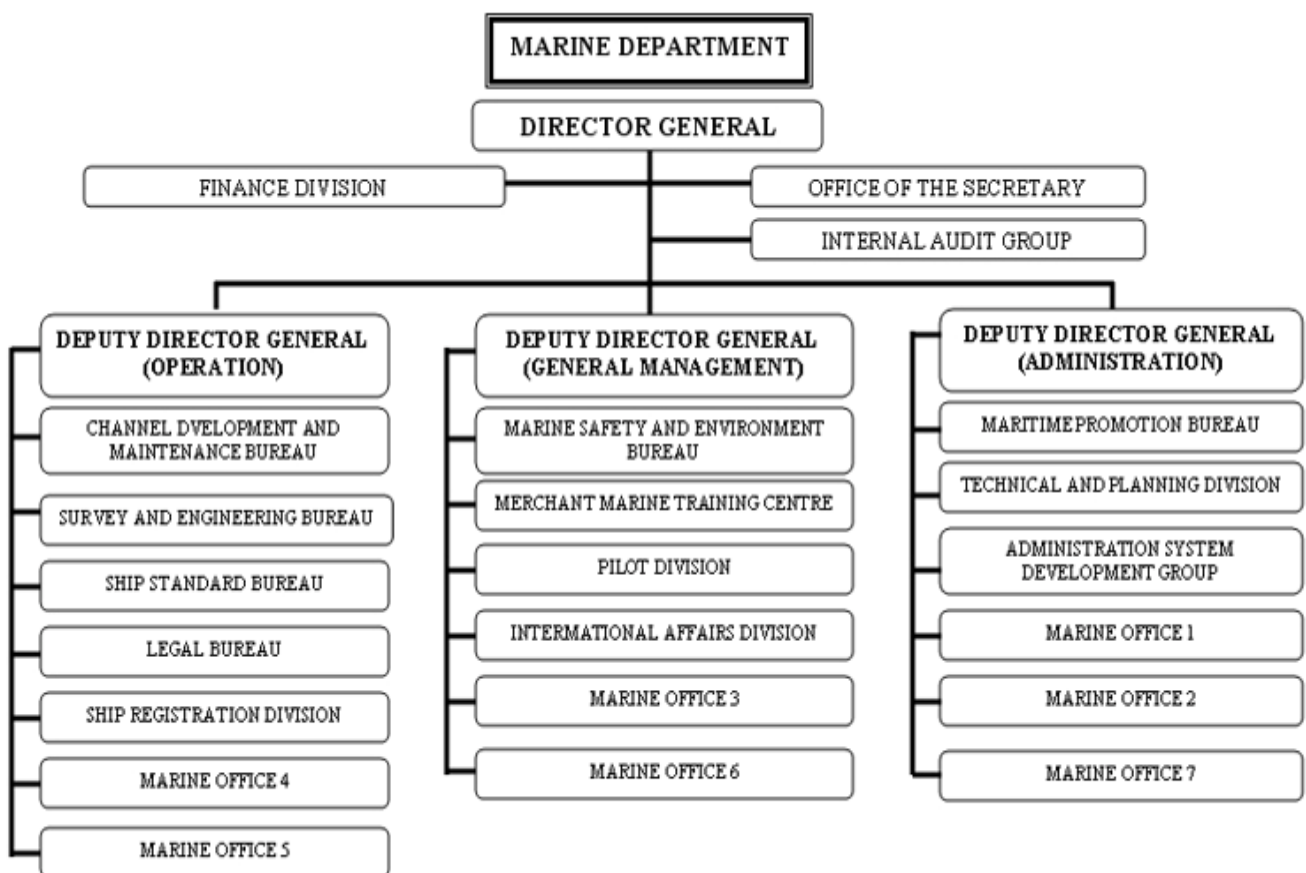 MARINE DEPARTMENT
DIRECTOR GENERAL
FINANCE DIVISION
OFFICE OF THE SECRETARY
INTERNAL AUDIT GROUP
DEPUTY DIRECTOR GENERAL
(OPERATION)
CHANNEL DVELOPMENT AND
MAINTENANCE BUREAU
SURVEY AND ENGINEERING BUREAU
SHIP STANDARD BUREAU
LEGAL BUREAU
SHIP REGISTRATION DIVISION
MARINE OFFICE 4
MARINE OFFICE 5
DEPUTY DIRECTOR GENERAL
(GENERAL MANAGEMENT)
MARINE SAFETY AND ENVIRONMENT
BUREAU
MERCHANT MARINE TRAINING CENTRE
PILOT DIVISION
INTERMATIONAL AFFAIRS DIVISION
MARINE OFFICE 3
MARINE OFFICE 6
DEPUTY DIRECTOR GENERAL
(ADMINISTRATION)
MARITIME PROMOTION BUREAU
TECHNICAL AND PLANNING DIVISION
ADMINISTRATION SYSTEM
DEVELOPMENT GROUP
MARINE OFFICE 1
MARINE OFFICE 2
MARINE OFFICE 7